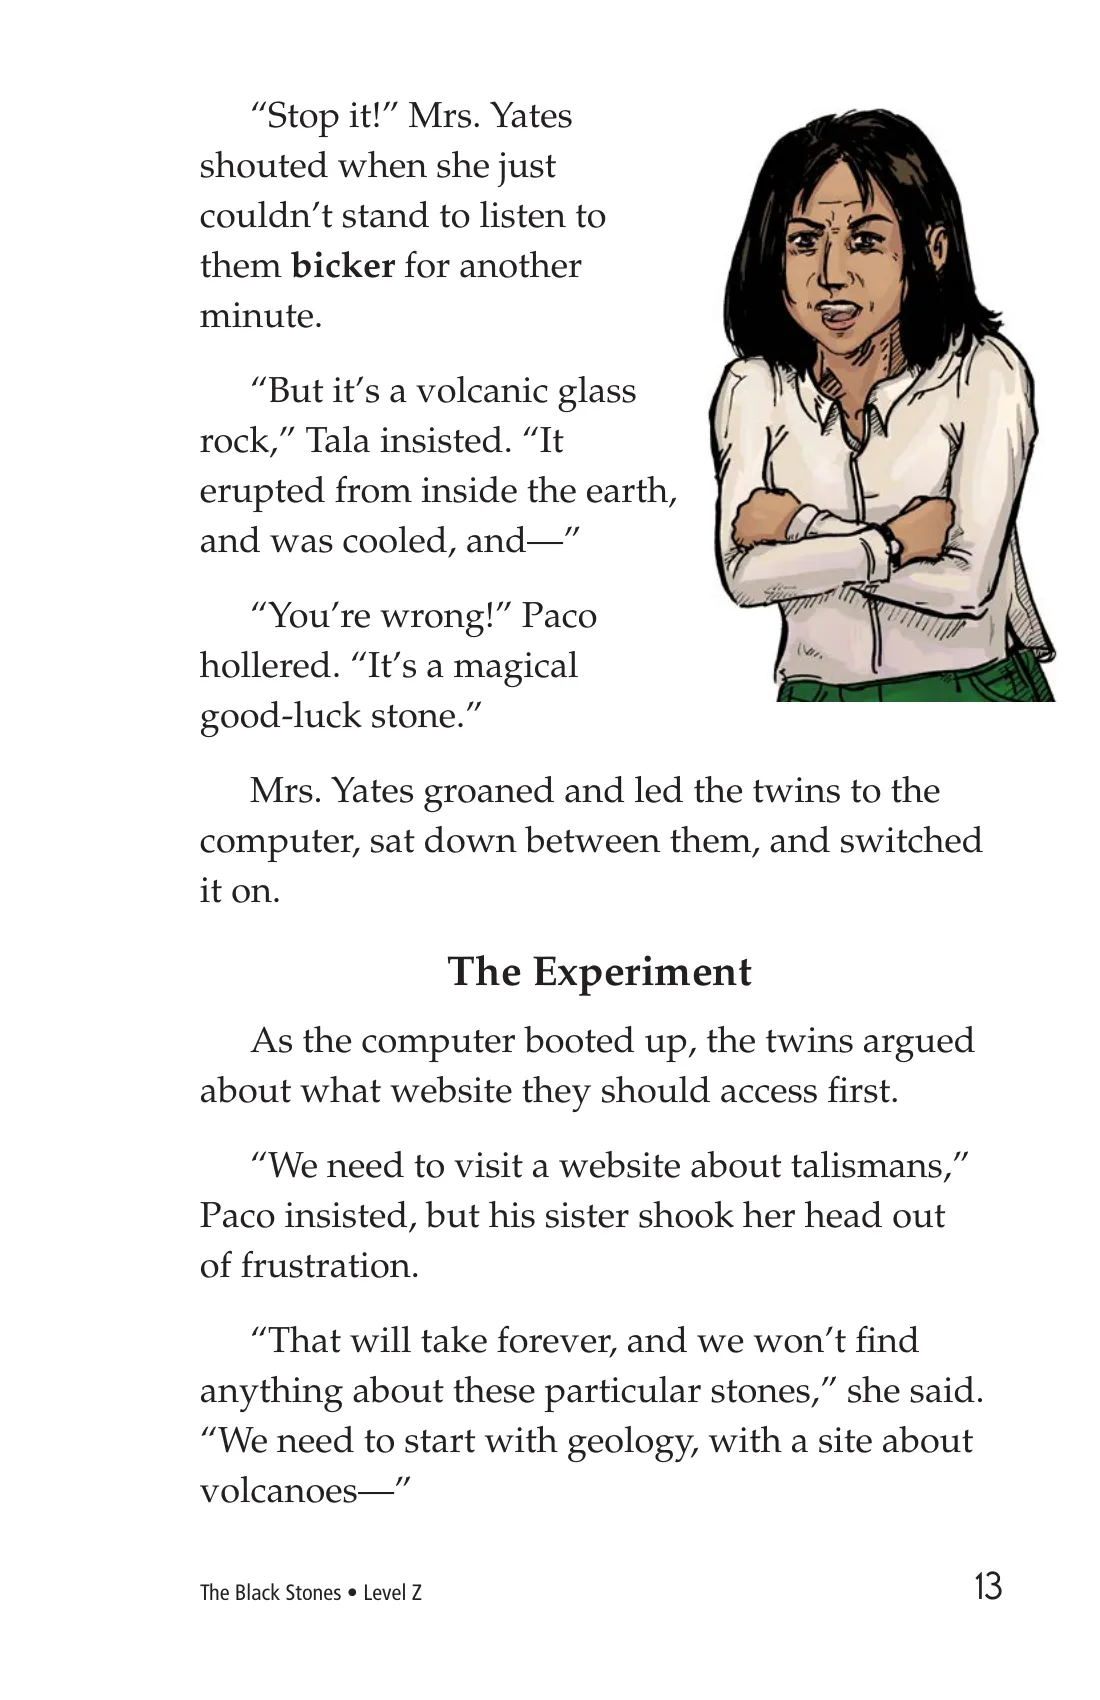 “Stop it!” Mrs. Yates
shouted when she just
couldn’t stand to listen to
them bicker for another
minute.
“But it’s a volcanic glass
rock,” Tala insisted. “It
erupted from inside the earth,
and was cooled, and—”
“You’re wrong!” Paco
hollered. “It’s a magical
good-luck stone.”
Mrs. Yates groaned and led the twins to the
computer, sat down between them, and switched
it on.
The Experiment
As the computer booted up, the twins argued
about what website they should access first.
“We need to visit a website about talismans,”
Paco insisted, but his sister shook her head out
of frustration.
“That will take forever, and we won’t find
anything about these particular stones,” she said.
“We need to start with geology, with a site about
volcanoes—”
The Black Stones • Level Z
13